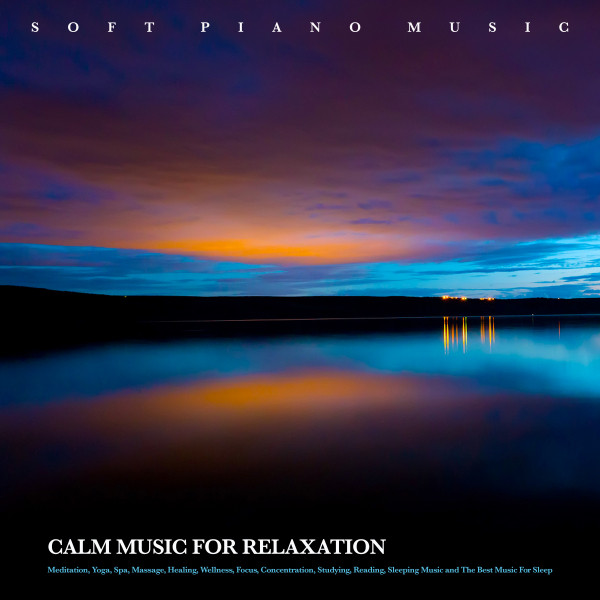 SOFT PIANO MUSIC
CALM MUSIC FOR RELAXATION
Meditation, Yoga, Spa, Massage, Healing, Wellness, Focus, Concentration, Studying, Reading, Sleeping Music and The Best Music For Sleep